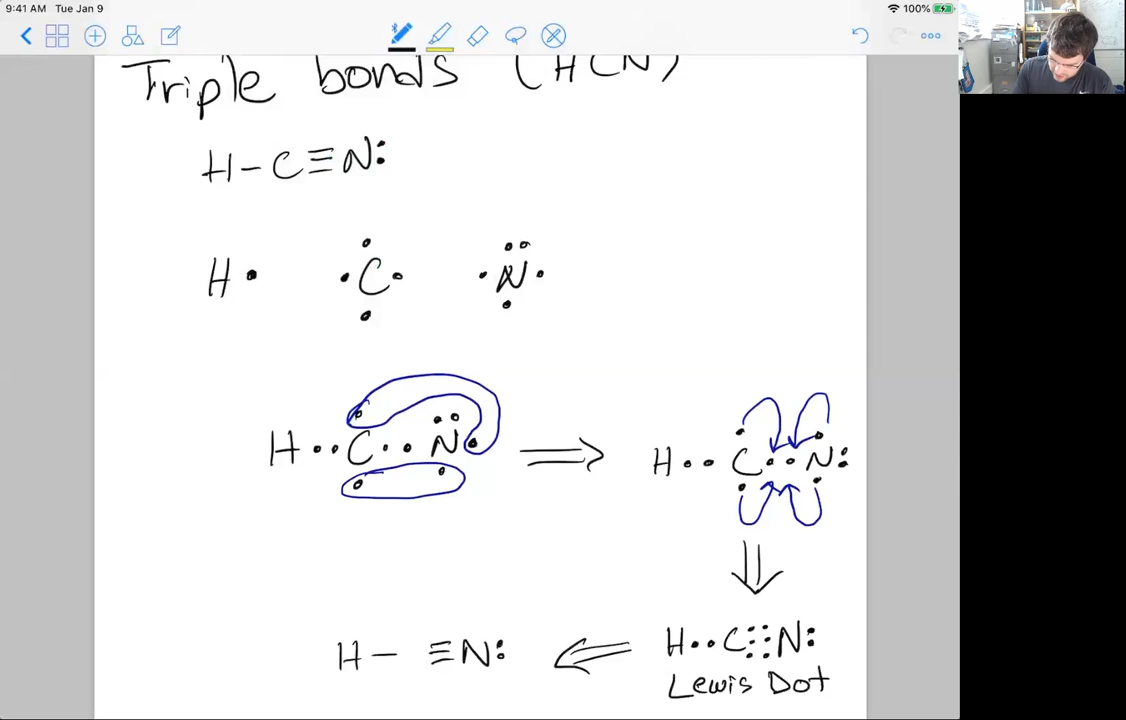 9:41 AM Tue Jan 9
100%
Triple bonds (HCN)
H-C≡N:
H• •C• •N•
H••C••N• ⇒ H••C••N:
⇓
H- ≡N: ⇐ H••C⋮⋮N:
Lewis Dot